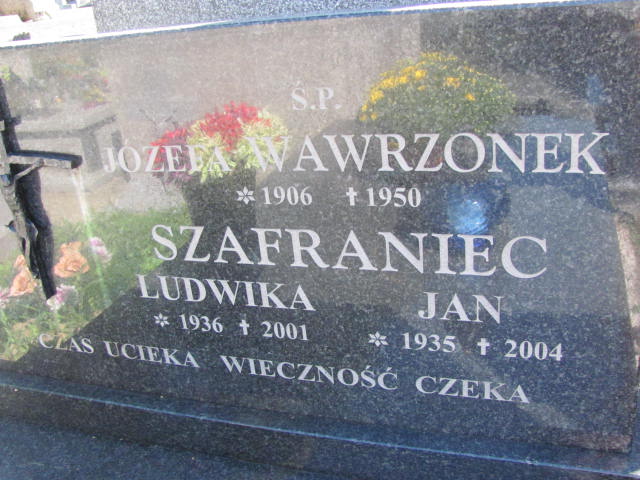 Ś.P.
JÓZEFA WAWRZONEK
✲ 1906 ✝ 1950
SZAFRANIEC
LUDWIKA JAN
✲ 1936 ✝ 2001 ✲ 1935 ✝ 2004
CZAS UCIEKA WIECZNOŚĆ CZEKA